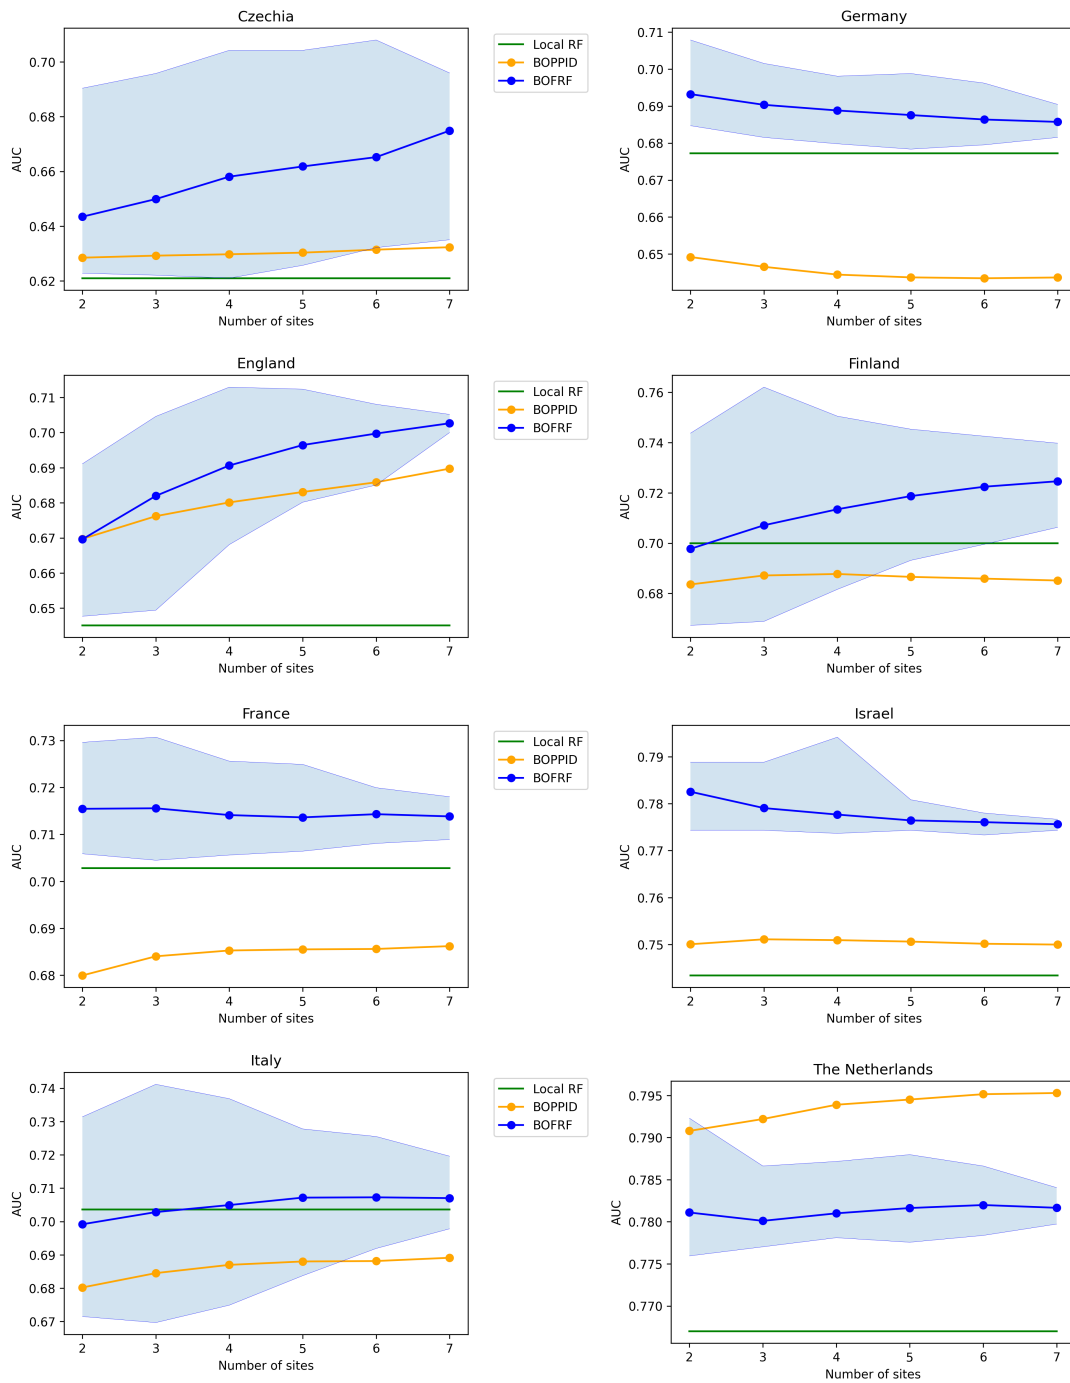 Czechia
AUC
0.70
0.68
0.66
0.64
0.62
2 3 4 5 6 7
Number of sites
Local RF
BOPPID
BOFRF
Germany
AUC
0.71
0.70
0.69
0.68
0.67
0.66
0.65
2 3 4 5 6 7
Number of sites
England
AUC
0.71
0.70
0.69
0.68
0.67
0.66
0.65
2 3 4 5 6 7
Number of sites
Local RF
BOPPID
BOFRF
Finland
AUC
0.76
0.74
0.72
0.70
0.68
2 3 4 5 6 7
Number of sites
France
AUC
0.73
0.72
0.71
0.70
0.69
0.68
2 3 4 5 6 7
Number of sites
Local RF
BOPPID
BOFRF
Israel
AUC
0.79
0.78
0.77
0.76
0.75
2 3 4 5 6 7
Number of sites
Italy
AUC
0.74
0.73
0.72
0.71
0.70
0.69
0.68
0.67
2 3 4 5 6 7
Number of sites
Local RF
BOPPID
BOFRF
The Netherlands
AUC
0.795
0.790
0.785
0.780
0.775
0.770
2 3 4 5 6 7
Number of sites